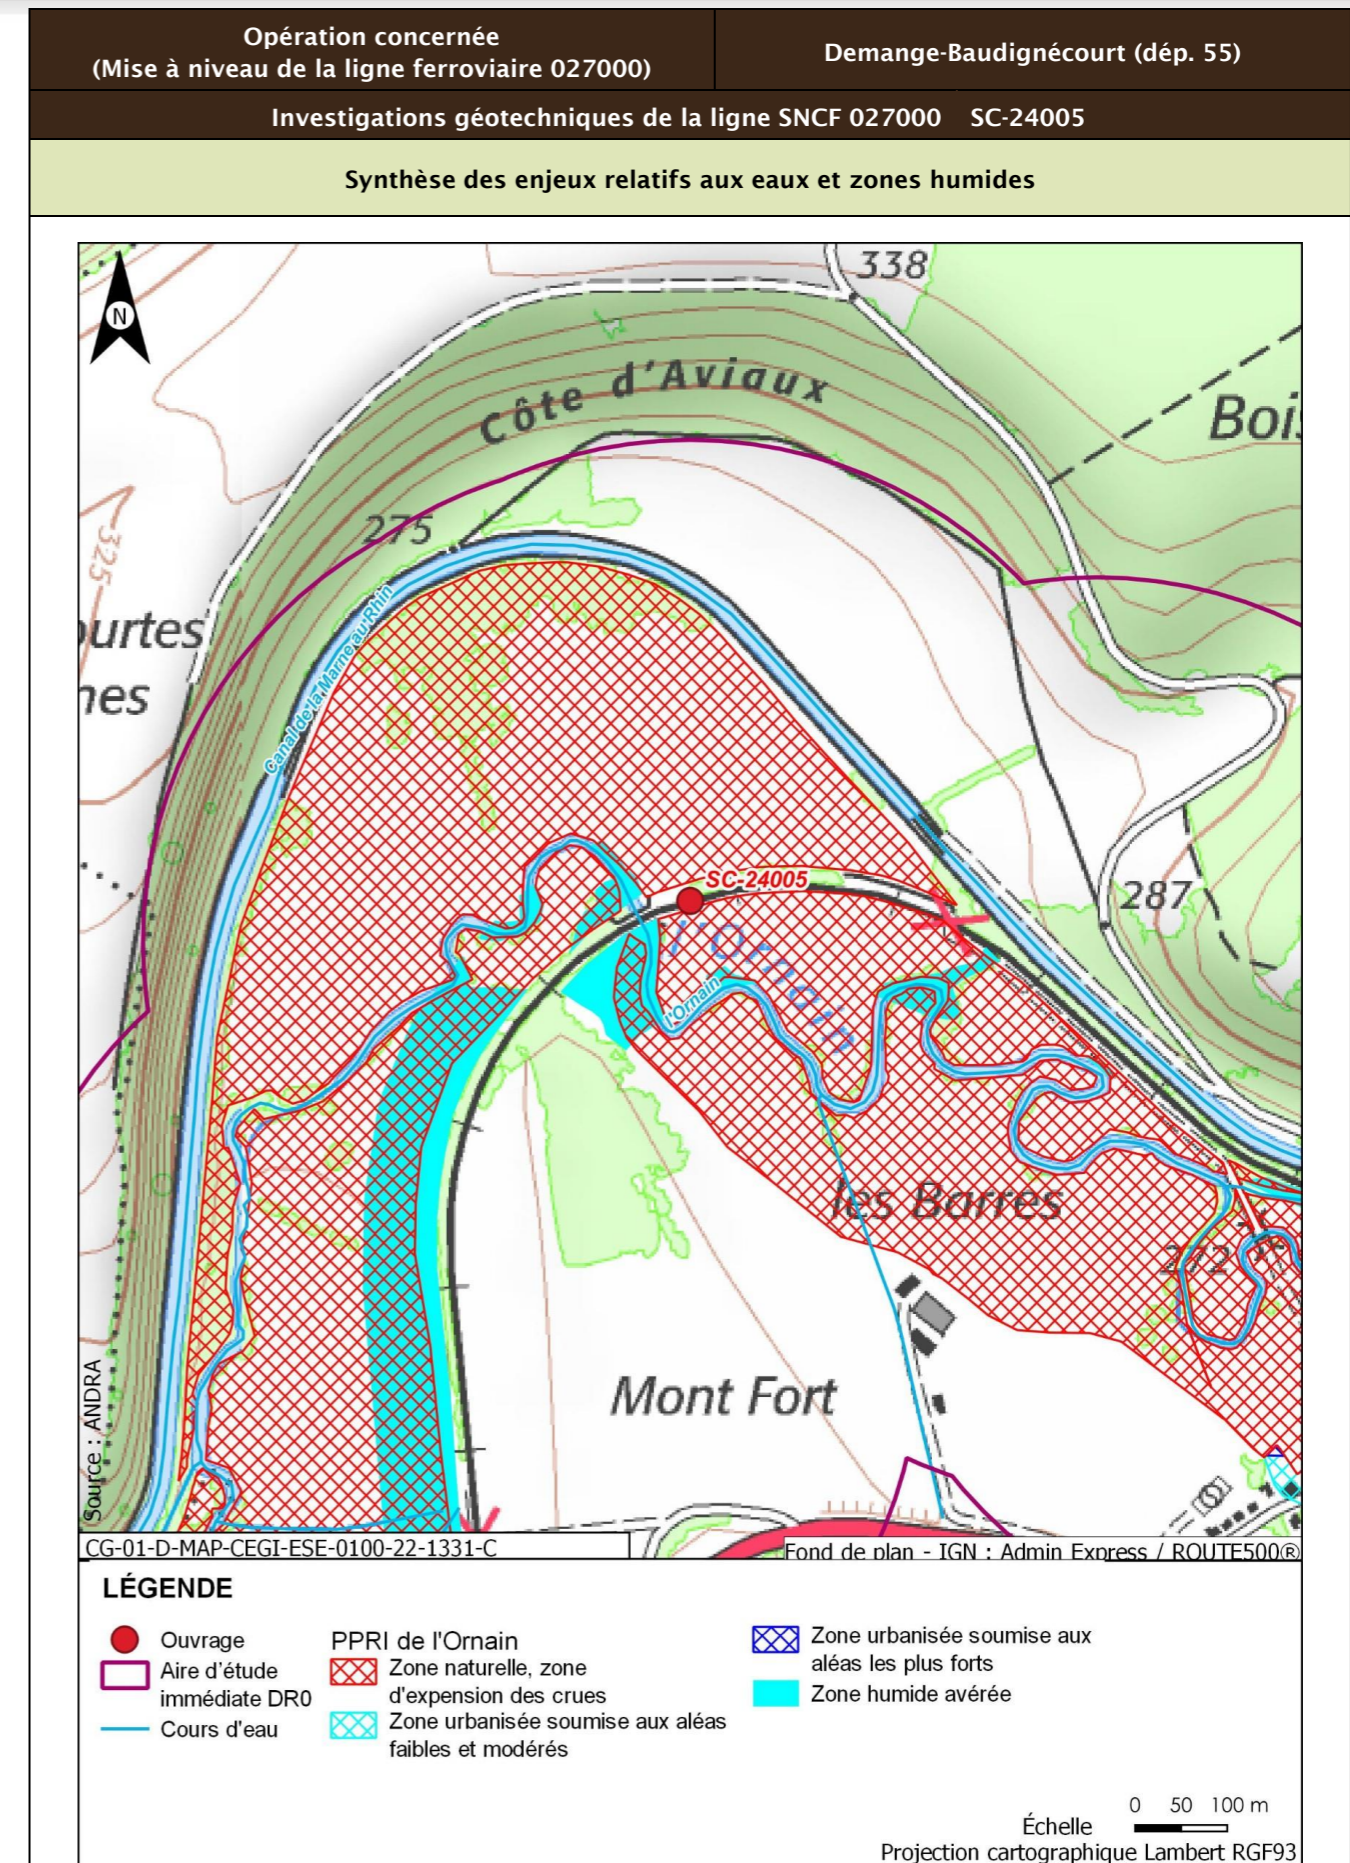 Opération concernée
(Mise à niveau de la ligne ferroviaire 027000)
Demange-Baudignécourt (dép. 55)
Investigations géotechniques de la ligne SNCF 027000 SC-24005
Synthèse des enjeux relatifs aux eaux et zones humides
338
N
Côte d'Aviaux
Bois
275
325
Canal de la Marne au Rhin
ourtes
nes
SC-24005
287
l'Ornain
l'Ornain
les Barres
272
Mont Fort
Source : ANDRA
CG-01-D-MAP-CEGI-ESE-0100-22-1331-C
Fond de plan - IGN : Admin Express / ROUTE500®
LÉGENDE
Ouvrage
Aire d'étude
immédiate DR0
Cours d'eau
PPRI de l'Ornain
Zone naturelle, zone
d'expension des crues
Zone urbanisée soumise aux aléas
faibles et modérés
Zone urbanisée soumise aux
aléas les plus forts
Zone humide avérée
0 50 100 m
Échelle
Projection cartographique Lambert RGF93